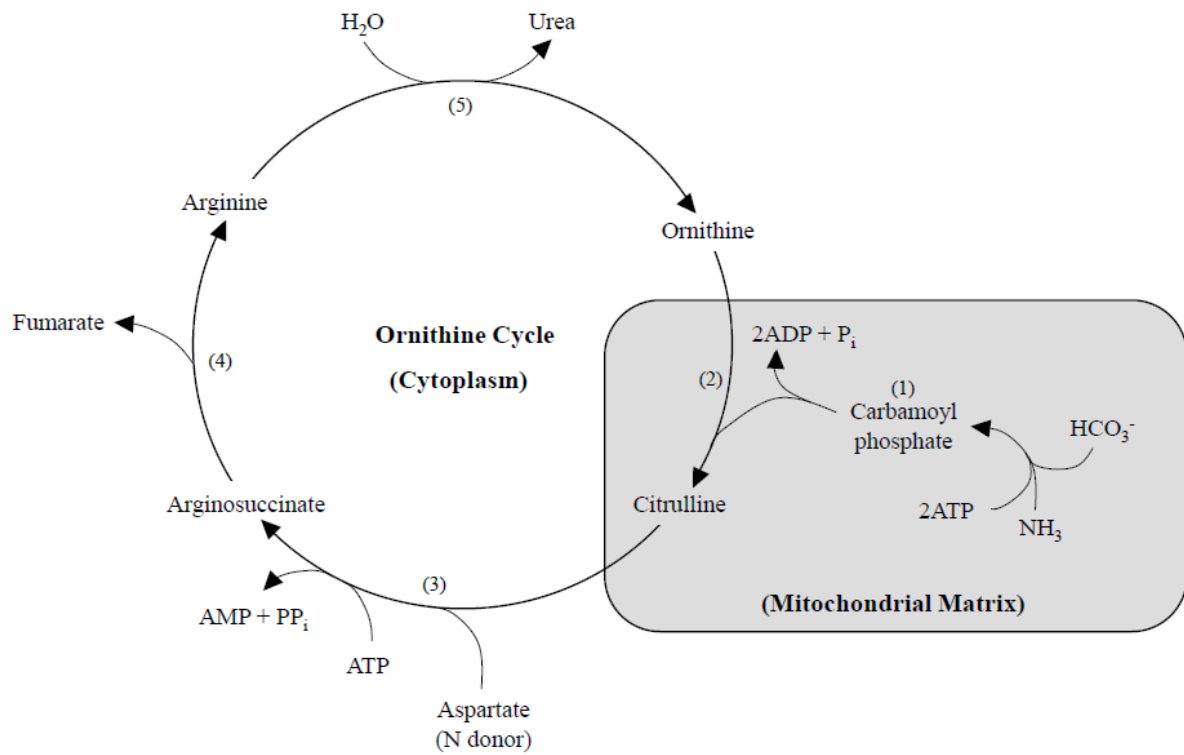 H₂O
Urea
(5)
Arginine
Ornithine
Fumarate
Ornithine Cycle
(Cytoplasm)
(4)
(2)
2ADP + Pᵢ
(1)
Carbamoyl
phosphate
HCO₃⁻
Arginosuccinate
Citrulline
2ATP
NH₃
(3)
(Mitochondrial Matrix)
AMP + PPᵢ
ATP
Aspartate
(N donor)